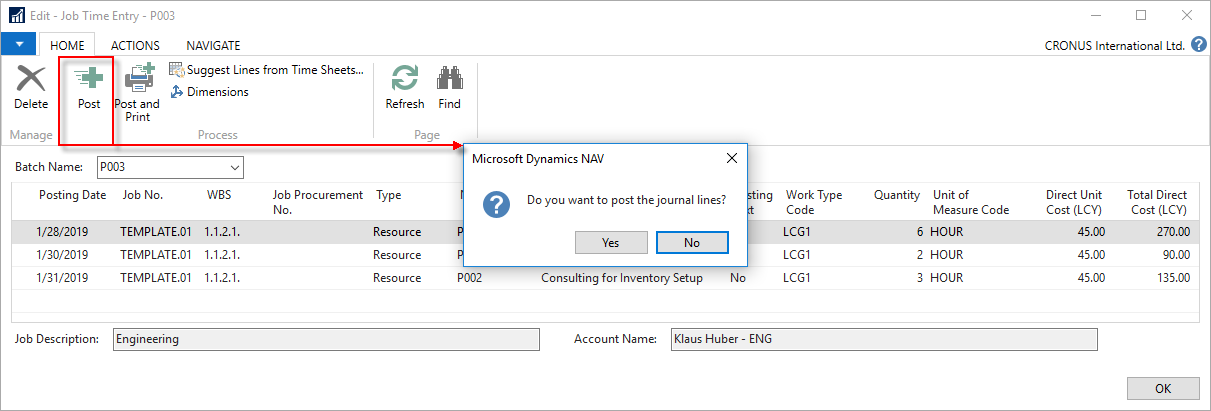 Edit - Job Time Entry - P003
HOME ACTIONS NAVIGATE CRONUS International Ltd. ?
Delete
Post
Post and
Print
Suggest Lines from Time Sheets...
Dimensions
Refresh
Find
Manage Process Page
Batch Name: P003
Microsoft Dynamics NAV
Do you want to post the journal lines?
Yes No
Posting Date Job No. WBS Job Procurement Type Work Type Quantity Unit of Direct Unit Total Direct
No. Code Measure Code Cost (LCY) Cost (LCY)
1/28/2019 TEMPLATE.01 1.1.2.1. Resource LCG1 6 HOUR 45.00 270.00
1/30/2019 TEMPLATE.01 1.1.2.1. Resource LCG1 2 HOUR 45.00 90.00
1/31/2019 TEMPLATE.01 1.1.2.1. Resource P002 Consulting for Inventory Setup No LCG1 3 HOUR 45.00 135.00
Job Description: Engineering Account Name: Klaus Huber - ENG
OK